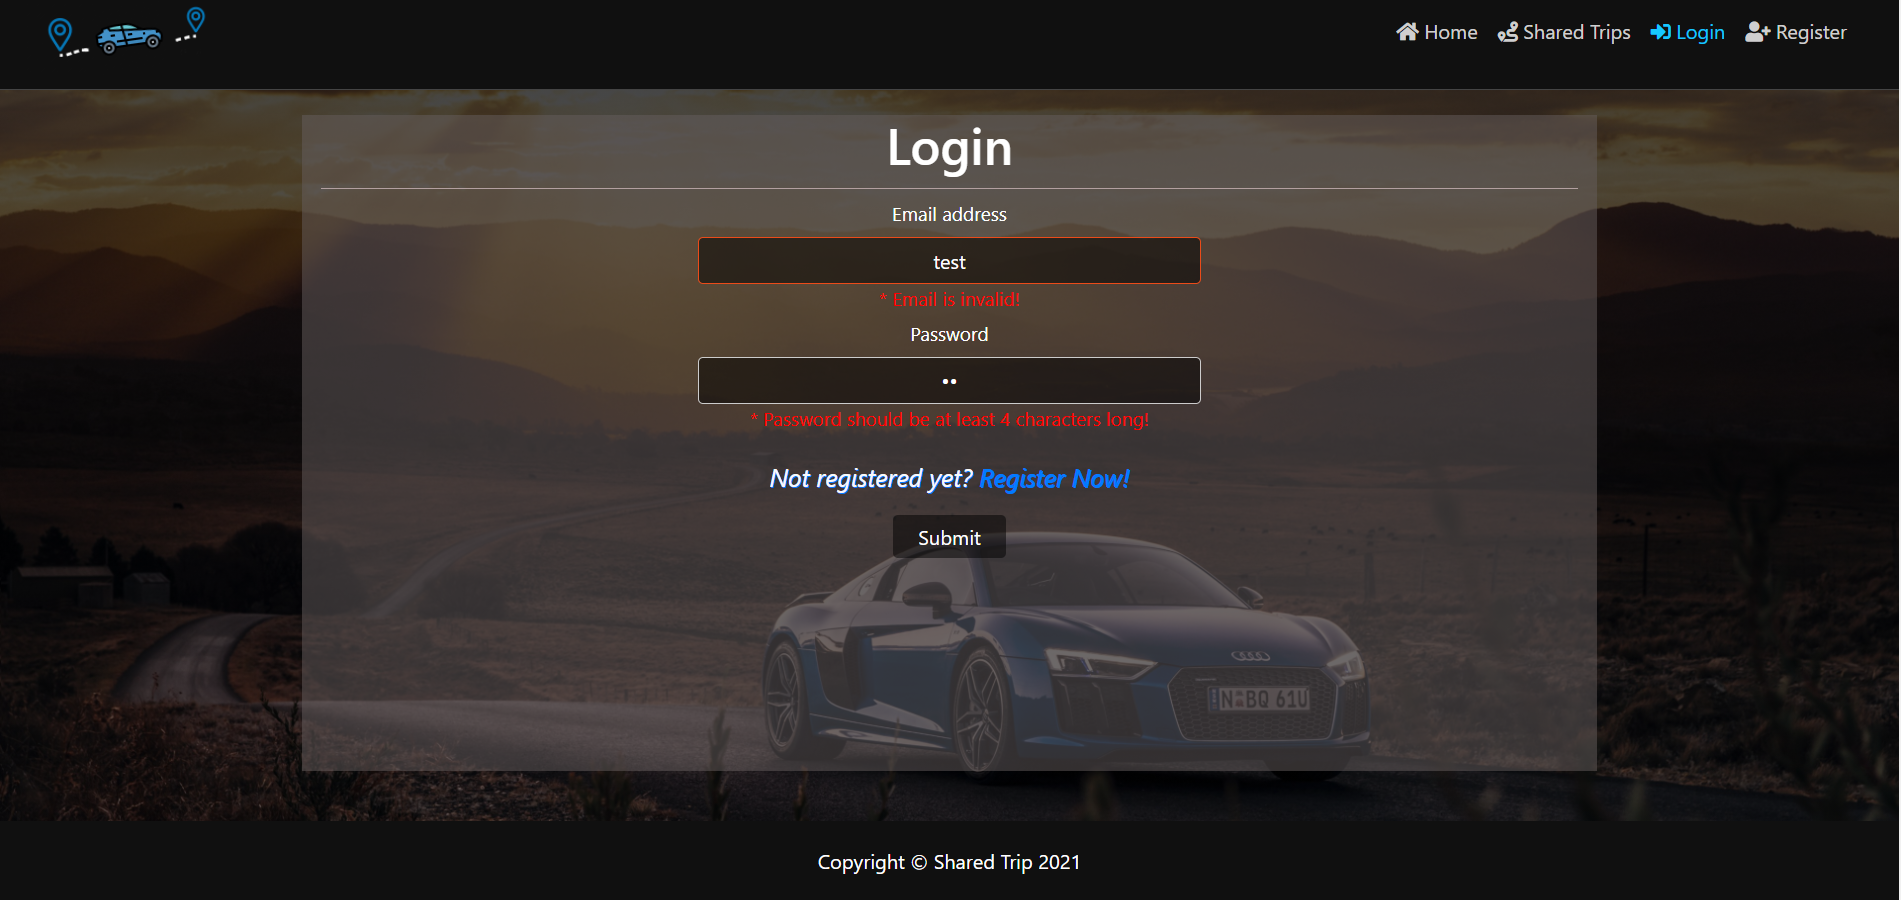 Home Shared Trips Login Register
Login
Email address
test
* Email is invalid!
Password
••
* Password should be at least 4 characters long!
Not registered yet? Register Now!
Submit
N BQ 61U
Copyright © Shared Trip 2021